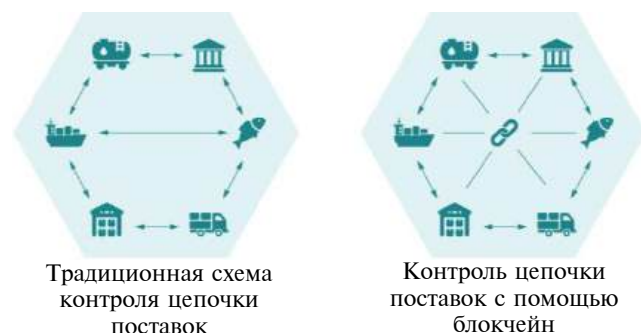 Традиционная схема
контроля цепочки
поставок
Контроль цепочки
поставок с помощью
блокчейн